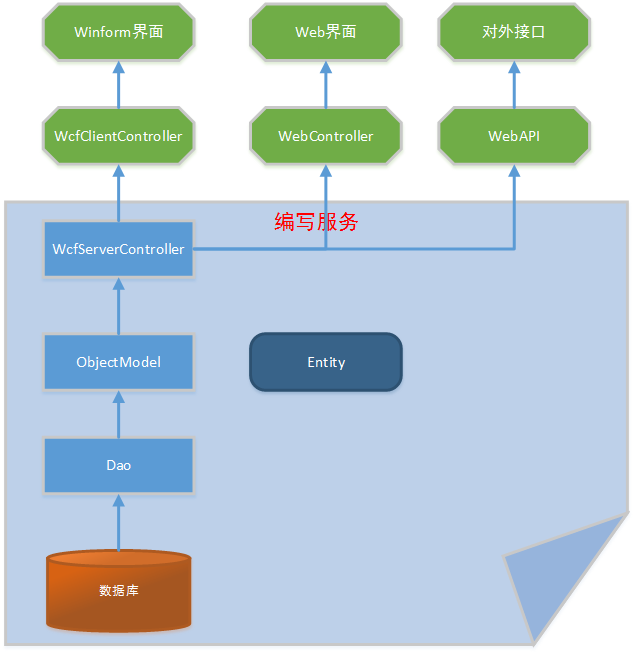 Winform界面
Web界面
对外接口
WcfClientController
WebController
WebAPI
编写服务
WcfServerController
ObjectModel
Entity
Dao
数据库